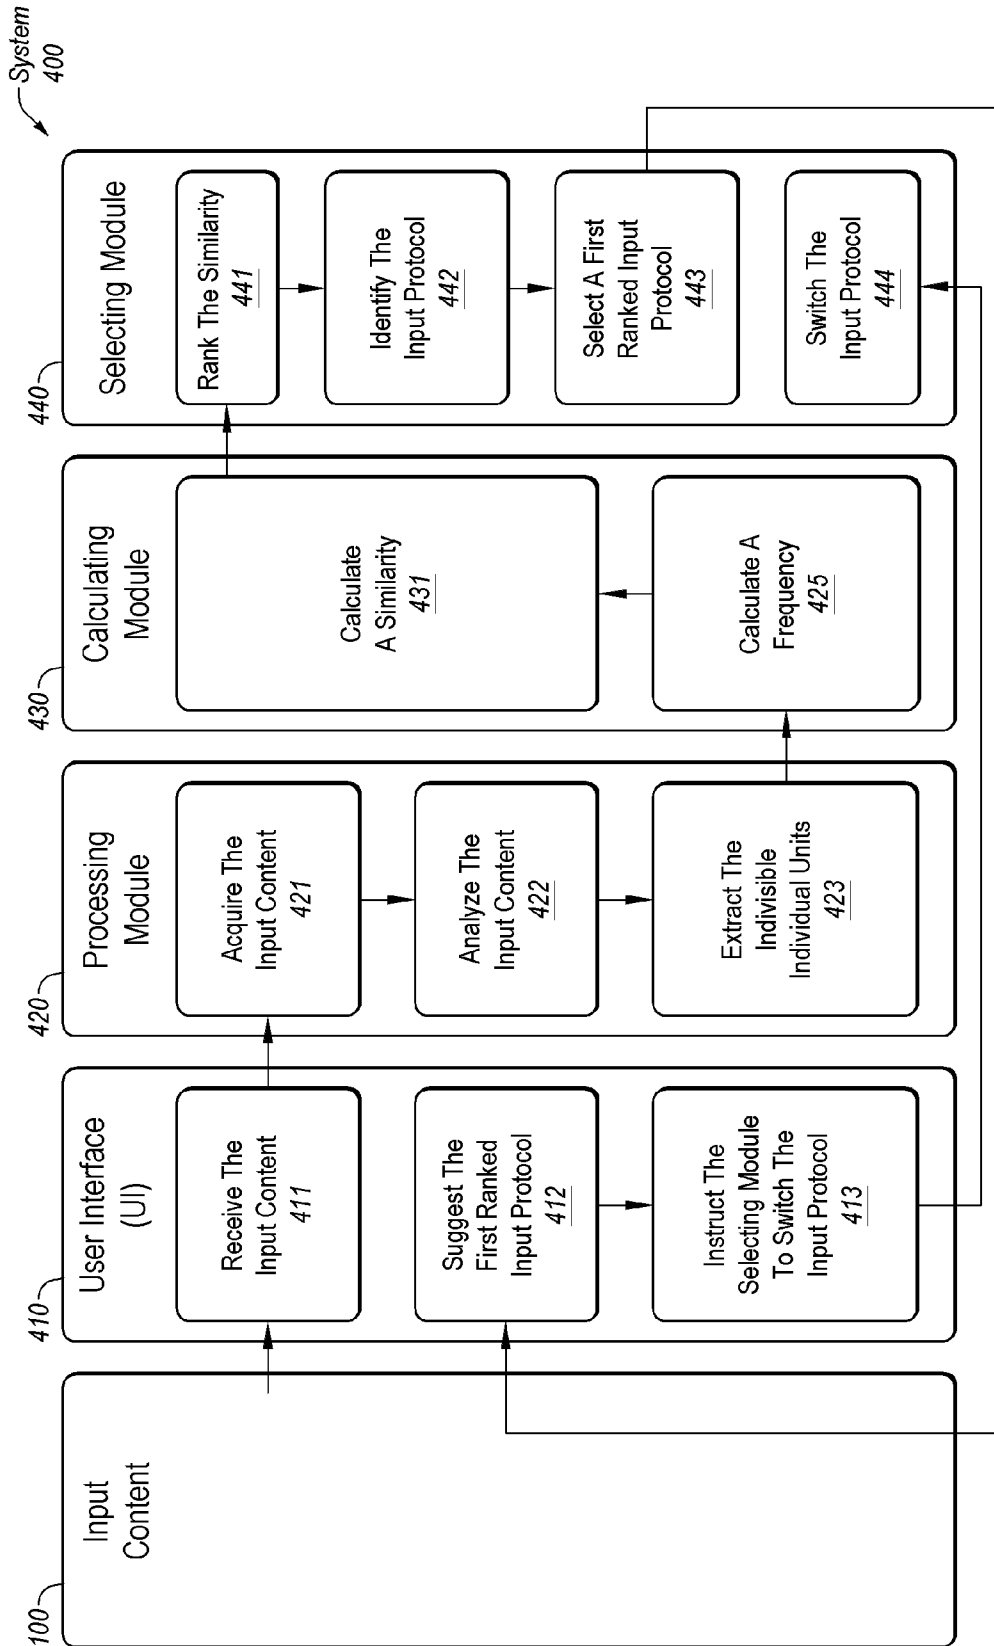 System
400
100
Input
Content
410
User Interface
(UI)
Receive The
Input Content
411
Suggest The
First Ranked
Input Protocol
412
Instruct The
Selecting Module
To Switch The
Input Protocol
413
420
Processing
Module
Acquire The
Input Content
421
Analyze The
Input Content
422
Extract The
Indivisible
Individual Units
423
430
Calculating
Module
Calculate
A Similarity
431
Calculate A
Frequency
425
440
Selecting Module
Rank The Similarity
441
Identify The
Input Protocol
442
Select A First
Ranked Input
Protocol
443
Switch The
Input Protocol
444